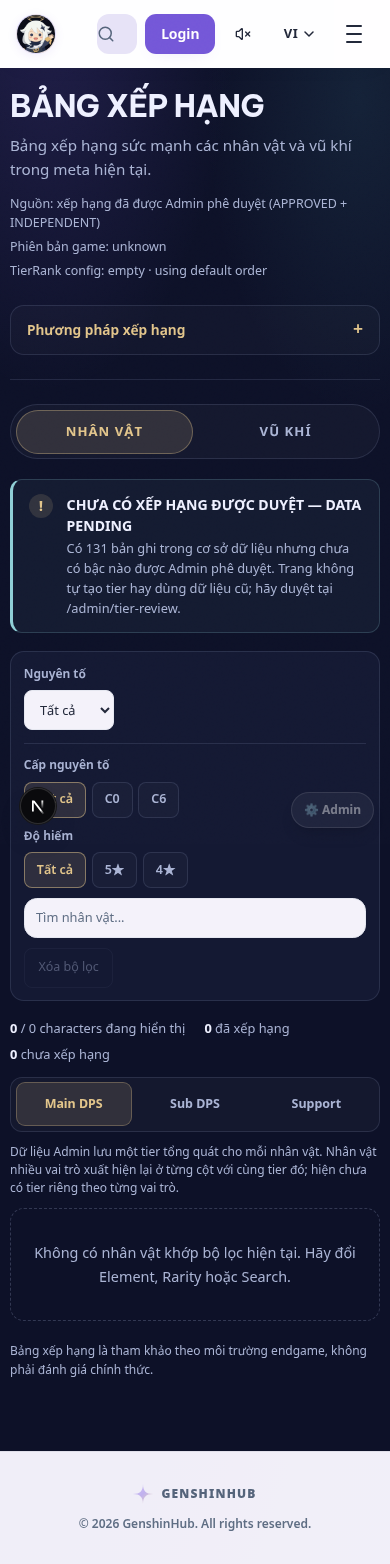 Login
VI
BẢNG XẾP HẠNG
Bảng xếp hạng sức mạnh các nhân vật và vũ khí
trong meta hiện tại.
Nguồn: xếp hạng đã được Admin phê duyệt (APPROVED +
INDEPENDENT)
Phiên bản game: unknown
TierRank config: empty · using default order
Phương pháp xếp hạng +
NHÂN VẬT VŨ KHÍ
! CHƯA CÓ XẾP HẠNG ĐƯỢC DUYỆT — DATA
PENDING
Có 131 bản ghi trong cơ sở dữ liệu nhưng chưa
có bậc nào được Admin phê duyệt. Trang không
tự tạo tier hay dùng dữ liệu cũ; hãy duyệt tại
/admin/tier-review.
Nguyên tố
Tất cả
Cấp nguyên tố
cả C0 C6
N
⚙️ Admin
Độ hiếm
Tất cả 5★ 4★
Tìm nhân vật...
Xóa bộ lọc
0 / 0 characters đang hiển thị 0 đã xếp hạng
0 chưa xếp hạng
Main DPS Sub DPS Support
Dữ liệu Admin lưu một tier tổng quát cho mỗi nhân vật. Nhân vật
nhiều vai trò xuất hiện lại ở từng cột với cùng tier đó; hiện chưa
có tier riêng theo từng vai trò.
Không có nhân vật khớp bộ lọc hiện tại. Hãy đổi
Element, Rarity hoặc Search.
Bảng xếp hạng là tham khảo theo môi trường endgame, không
phải đánh giá chính thức.
GENSHINHUB
© 2026 GenshinHub. All rights reserved.